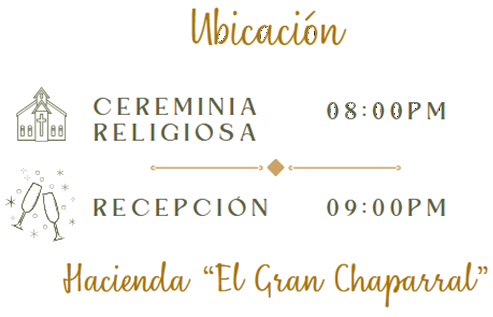 Ubicación
CEREMINIA 08:00PM
RELIGIOSA
RECEPCIÓN 09:00PM
Hacienda “El Gran Chaparral”